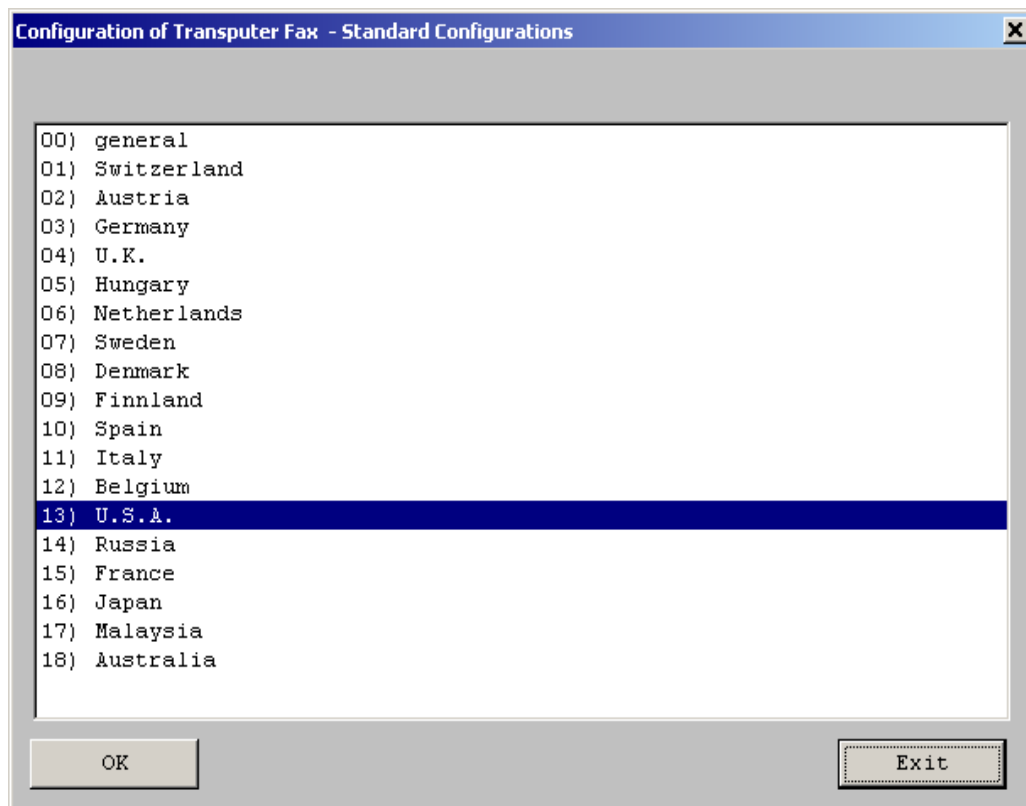 Configuration of Transputer Fax  - Standard Configurations
00) general
01) Switzerland
02) Austria
03) Germany
04) U.K.
05) Hungary
06) Netherlands
07) Sweden
08) Denmark
09) Finnland
10) Spain
11) Italy
12) Belgium
13) U.S.A.
14) Russia
15) France
16) Japan
17) Malaysia
18) Australia
OK Exit